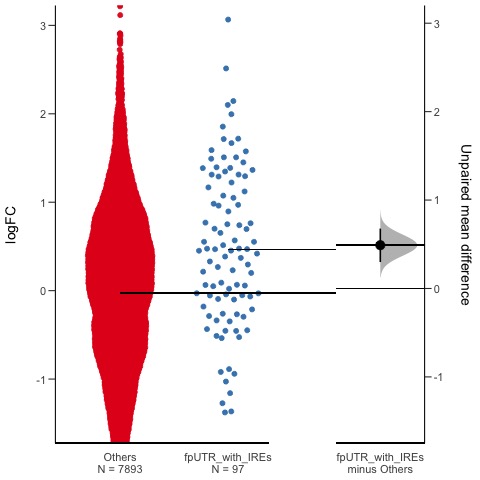 logFC
3
2
1
0
-1
Others
N = 7893
fpUTR_with_IREs
N = 97
3
2
1
0
-1
Unpaired mean difference
fpUTR_with_IREs
minus Others